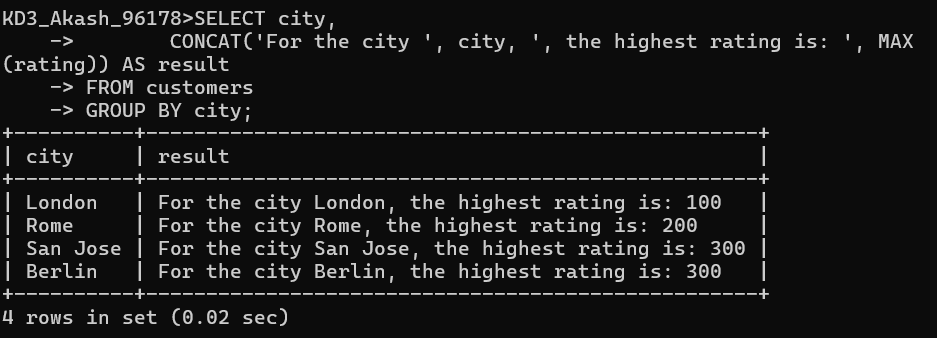 KD3_Akash_96178>SELECT city,
    ->        CONCAT('For the city ', city, ', the highest rating is: ', MAX
(rating)) AS result
    -> FROM customers
    -> GROUP BY city;
+----------+---------------------------------------------------+
| city     | result                                            |
+----------+---------------------------------------------------+
| London   | For the city London, the highest rating is: 100   |
| Rome     | For the city Rome, the highest rating is: 200     |
| San Jose | For the city San Jose, the highest rating is: 300 |
| Berlin   | For the city Berlin, the highest rating is: 300   |
+----------+---------------------------------------------------+
4 rows in set (0.02 sec)